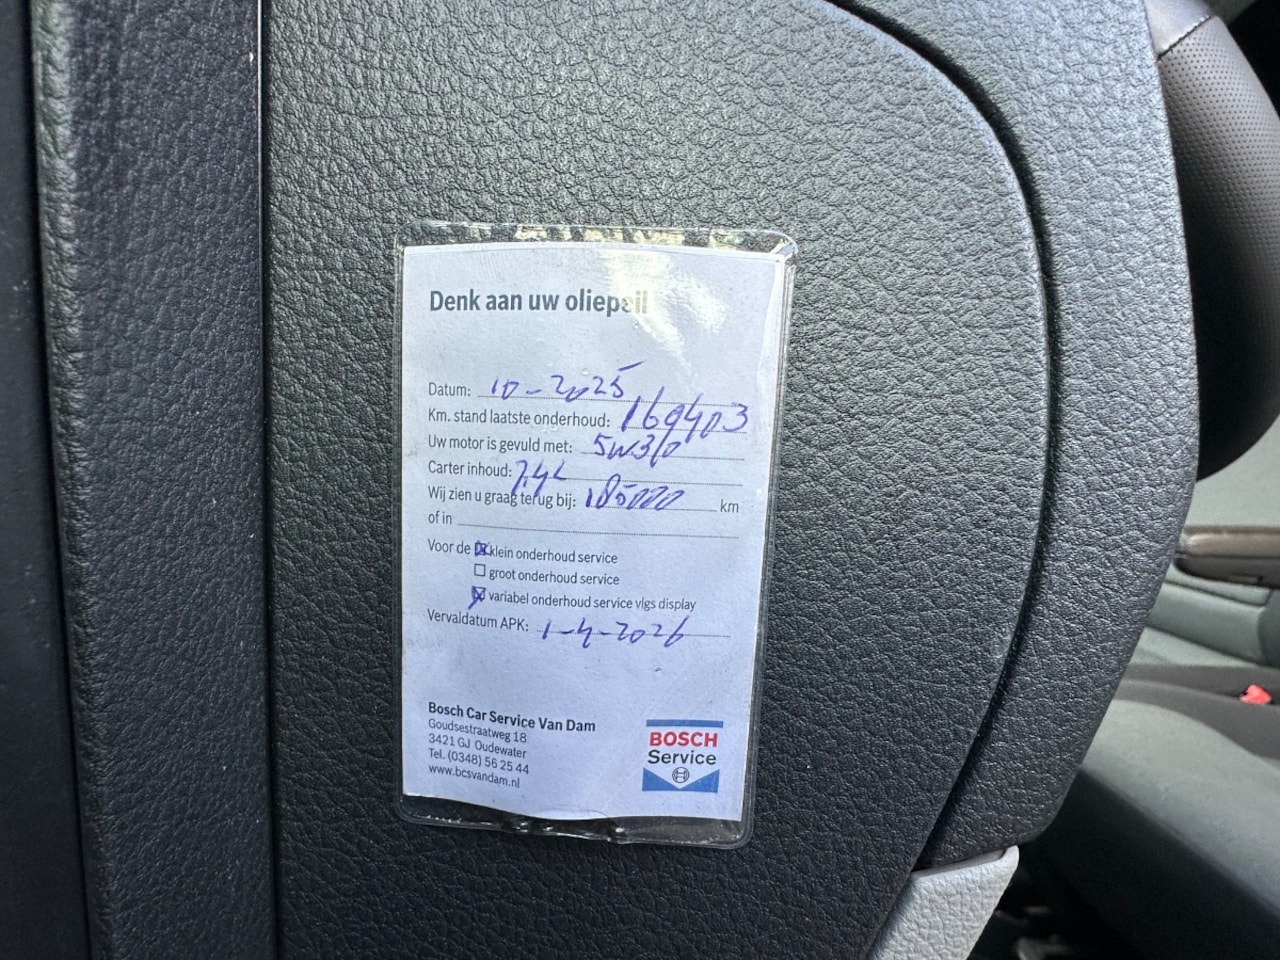 Denk aan uw oliepeil
Datum: 10-2025
Km. stand laatste onderhoud: 169403
Uw motor is gevuld met: 5W30
Carter inhoud: 7.4L
Wij zien u graag terug bij: 185000 km
of in
Voor de klein onderhoud service
groot onderhoud service
variabel onderhoud service vlgs display
Vervaldatum APK: 1-4-2026
Bosch Car Service Van Dam
Goudsestraatweg 18
3421 GJ Oudewater
Tel. (0348) 56 25 44
www.bcsvandam.nl
BOSCH
Service